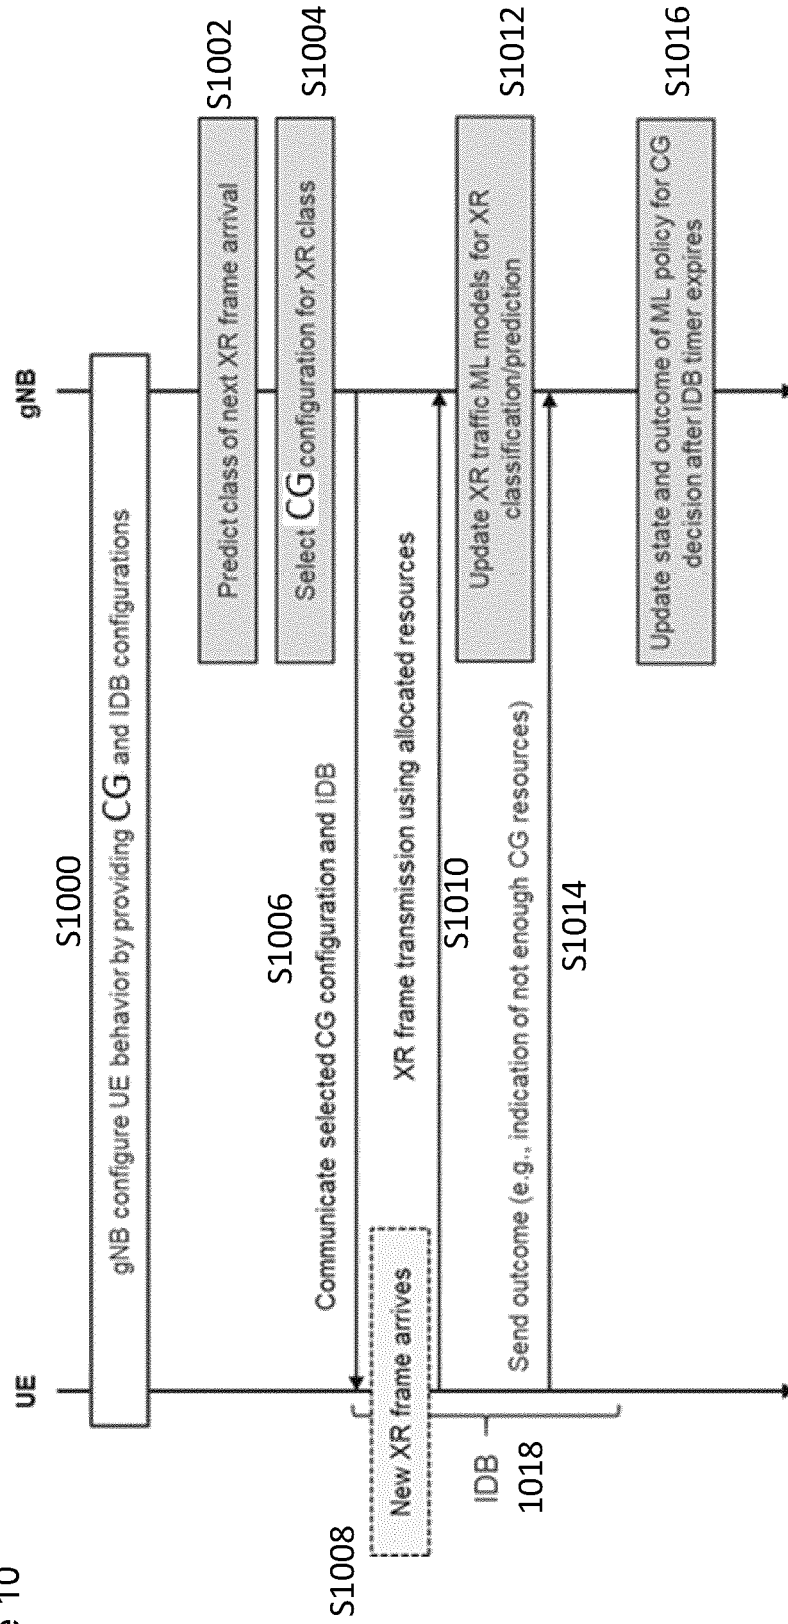 e 10
UE
gNB
S1000
gNB configure UE behavior by providing CG and IDB configurations
Predict class of next XR frame arrival
S1002
Select CG configuration for XR class
S1004
S1006
Communicate selected CG configuration and IDB
S1008
New XR frame arrives
XR frame transmission using allocated resources
S1010
Update XR traffic ML models for XR
classification/prediction
S1012
Send outcome (e.g., indication of not enough CG resources)
S1014
IDB
1018
Update state and outcome of ML policy for CG
decision after IDB timer expires
S1016